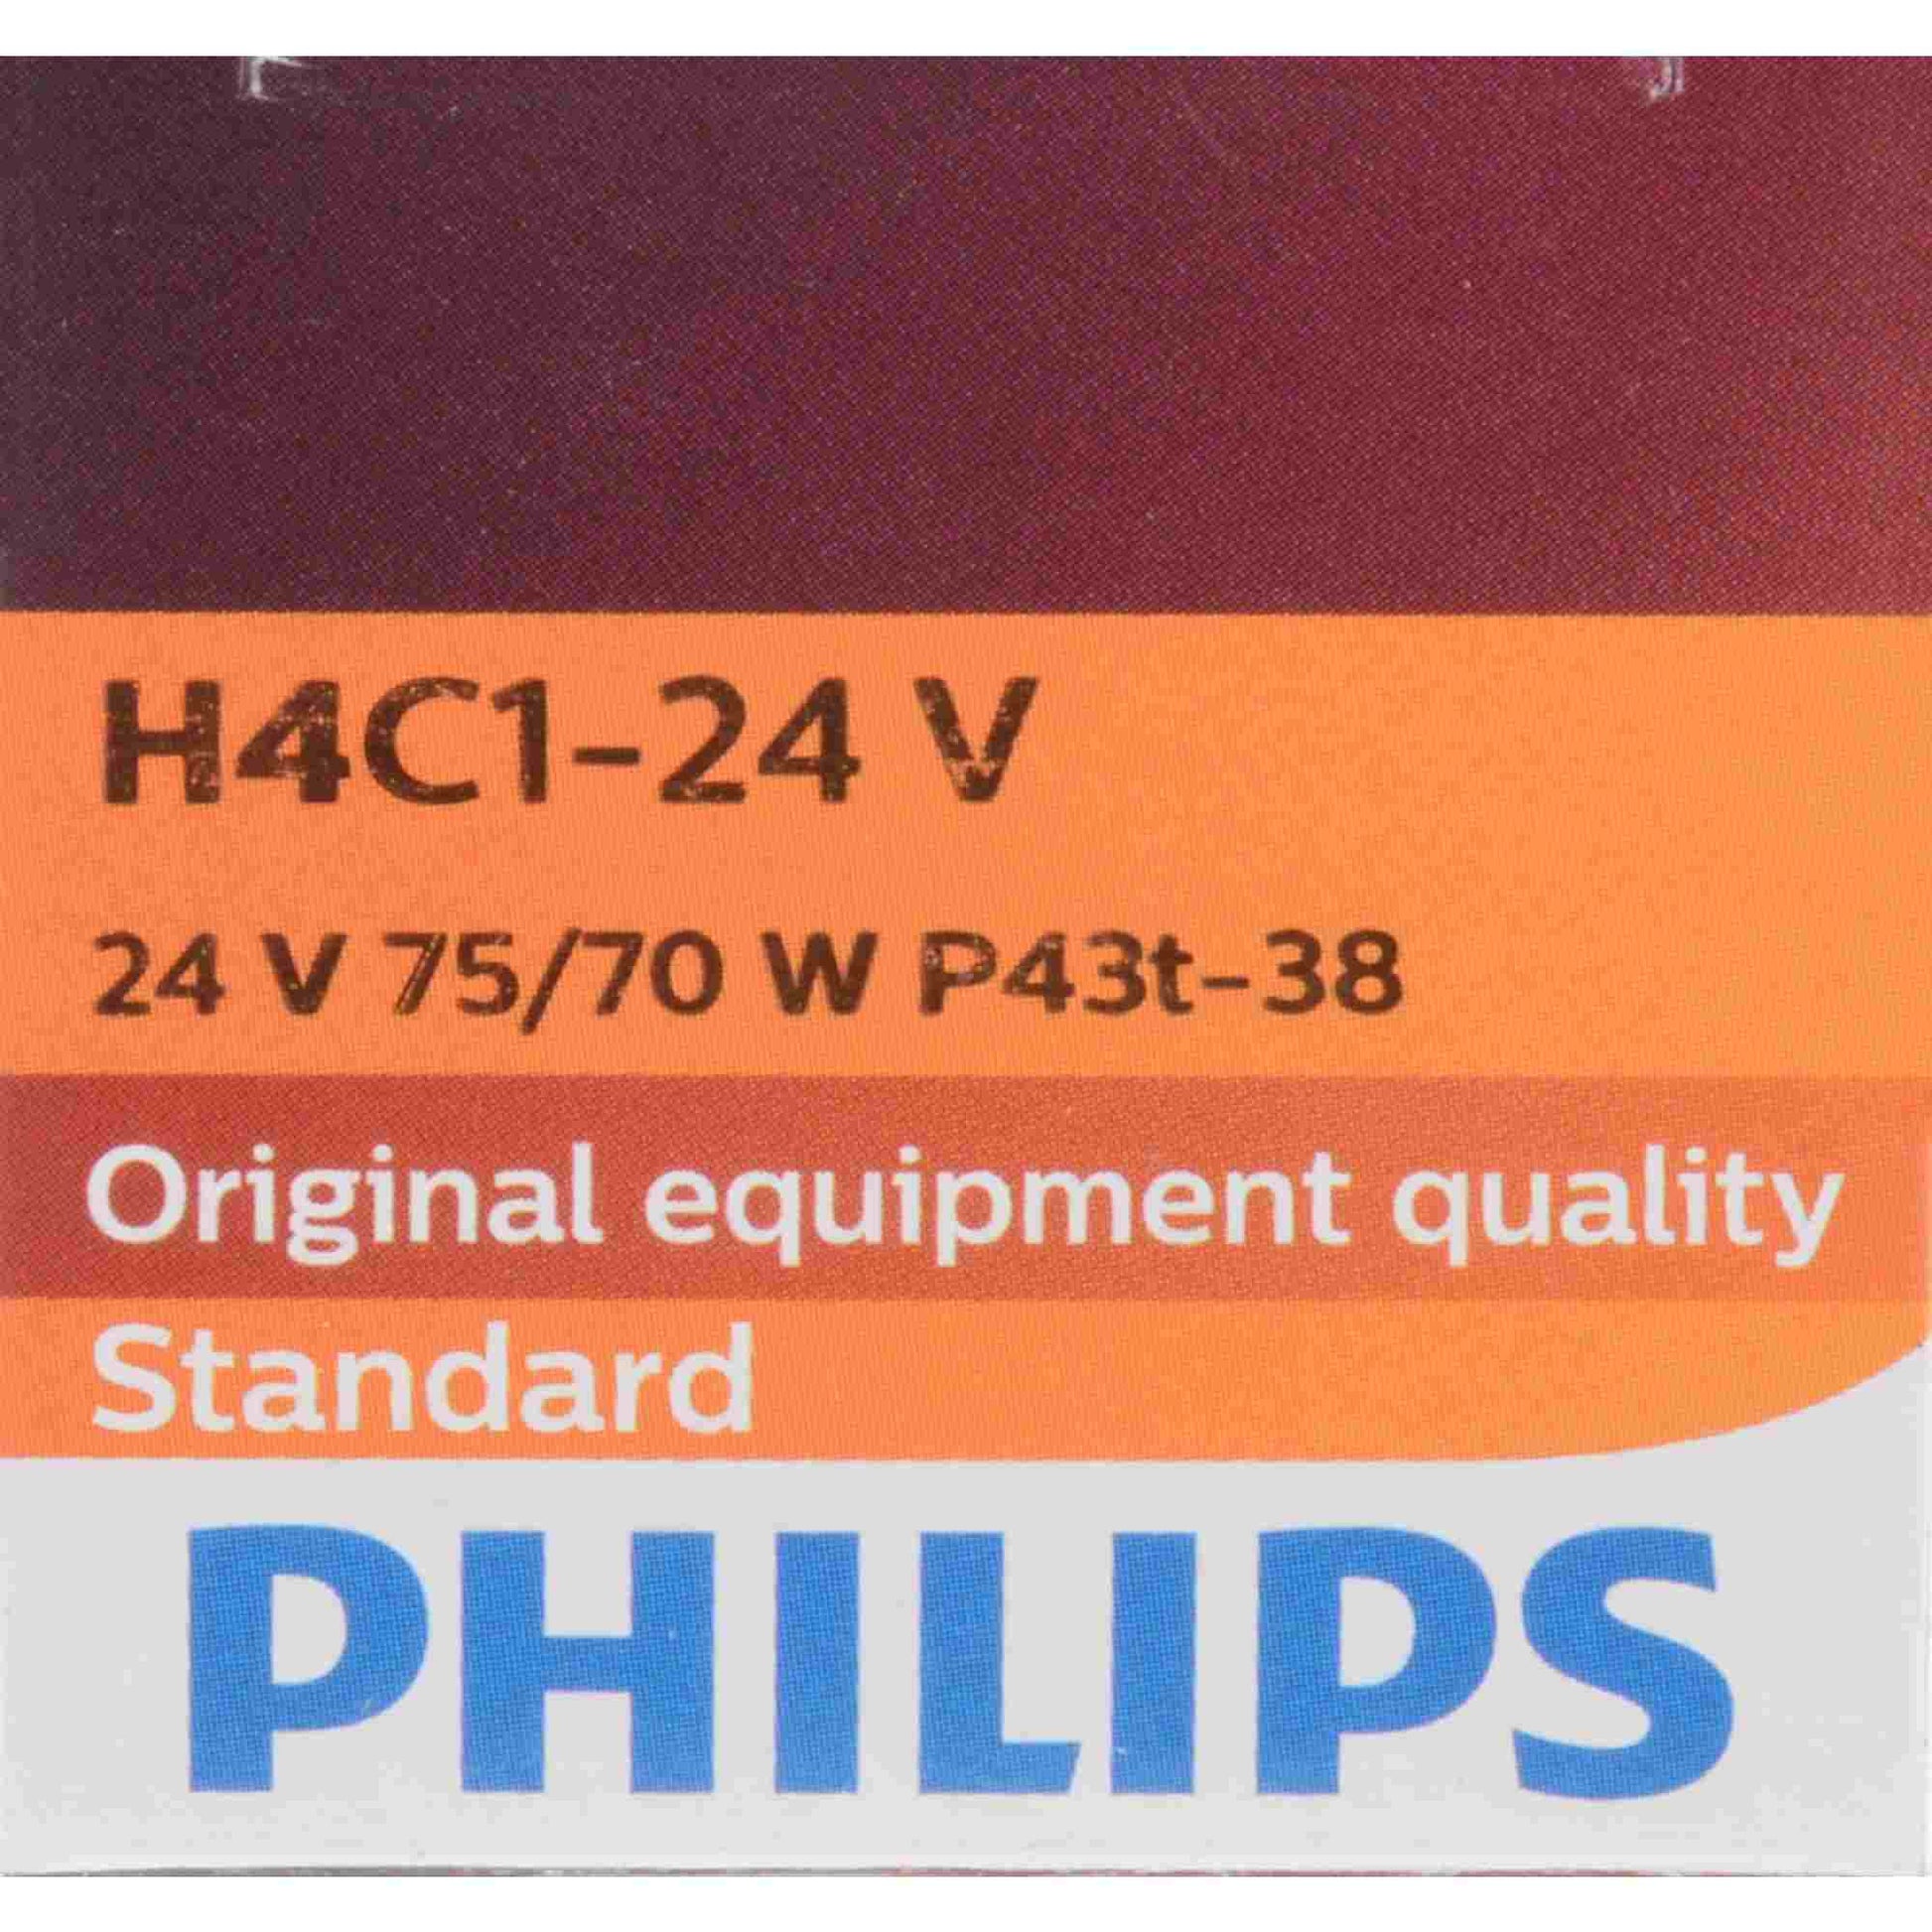 H4C1-24 V
24 V 75/70 W P43t-38
Original equipment quality
Standard
PHILIPS